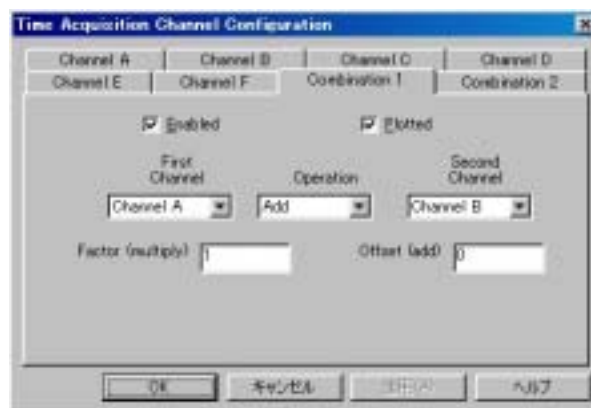 Time Acquisition Channel Configuration
Channel A Channel B Channel C Channel D
Channel E Channel F Combination 1 Combination 2
Enabled Plotted
First Channel Operation Second Channel
Channel A Add Channel B
Factor (multiply) 1 Offset (add) 0
OK キャンセル 適用(A) ヘルプ